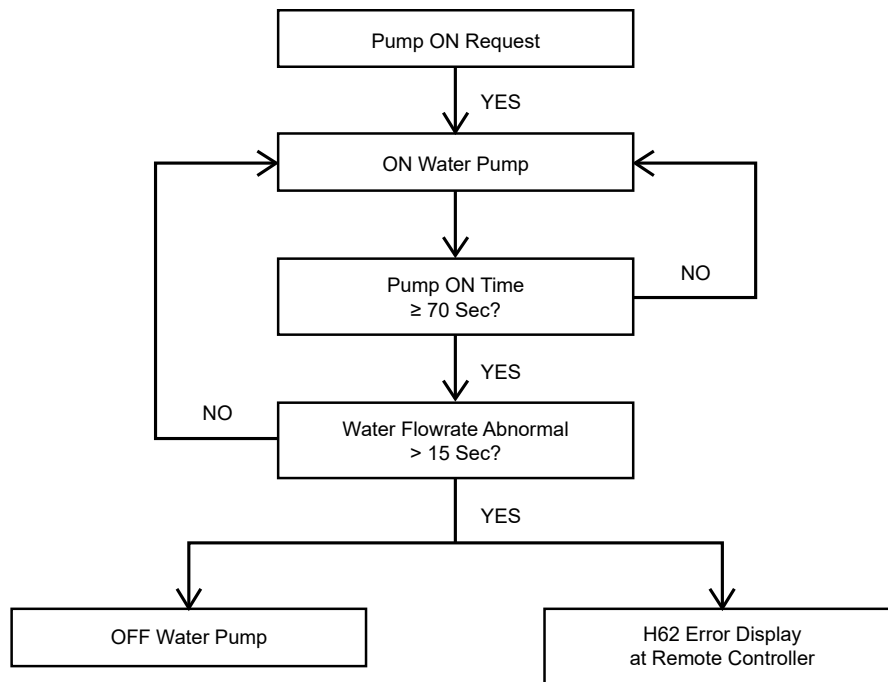 Pump ON Request
YES
ON Water Pump
Pump ON Time
≥ 70 Sec?
NO
YES
NO
Water Flowrate Abnormal
> 15 Sec?
YES
OFF Water Pump
H62 Error Display
at Remote Controller